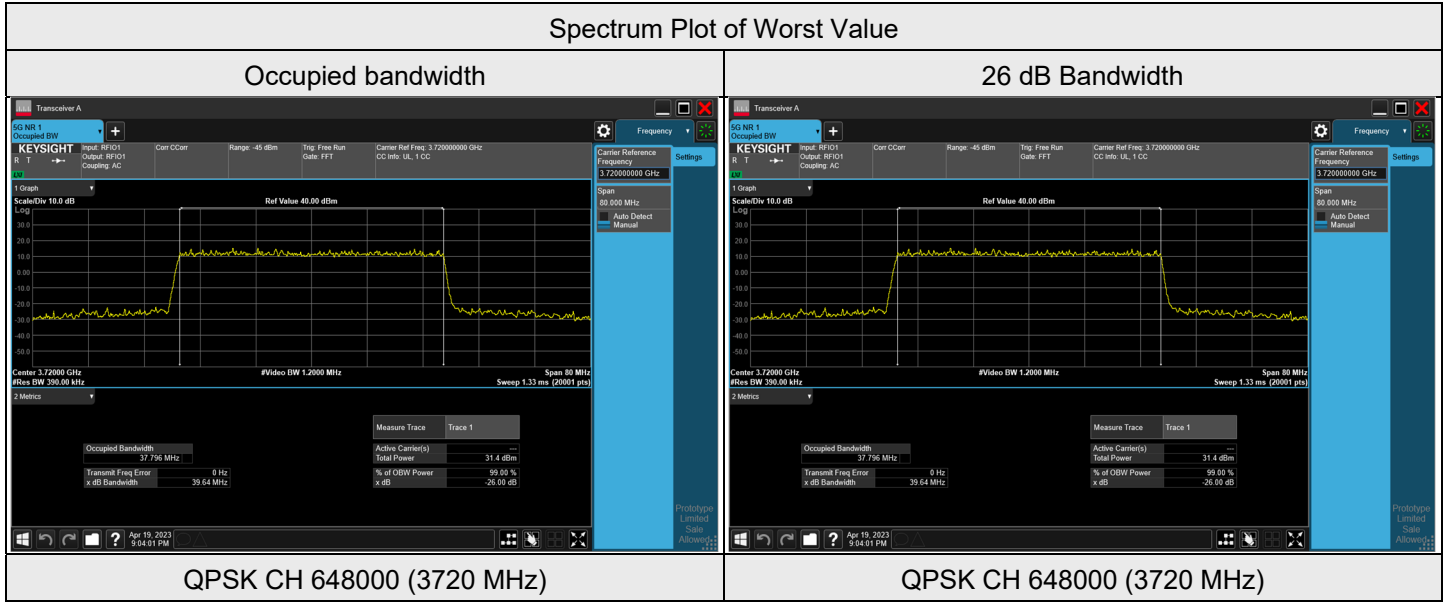 Spectrum Plot of Worst Value
Occupied bandwidth
26 dB Bandwidth
Transceiver A
5G NR 1
Occupied BW
+
Frequency
KEYSIGHT
R T
LXI
Input: RFIO1
Output: RFIO1
Coupling: AC
Corr CCorr
Range: -45 dBm
Trig: Free Run
Gate: FFT
Carrier Ref Freq: 3.720000000 GHz
CC Info: UL, 1 CC
Carrier Reference
Frequency
3.720000000 GHz
Settings
Span
80.000 MHz
Auto Detect
Manual
1 Graph
Scale/Div 10.0 dB
Ref Value 40.00 dBm
Log
30.0
20.0
10.0
0.00
-10.0
-20.0
-30.0
-40.0
-50.0
Center 3.72000 GHz
#Video BW 1.2000 MHz
Span 80 MHz
#Res BW 390.00 kHz
Sweep 1.33 ms (20001 pts)
2 Metrics
Measure Trace Trace 1
Occupied Bandwidth
37.796 MHz
Active Carrier(s) ---
Total Power 31.4 dBm
Transmit Freq Error 0 Hz
x dB Bandwidth 39.64 MHz
% of OBW Power 99.00 %
x dB -26.00 dB
Prototype
Limited
Sale
Allowed
?
Apr 19, 2023
9:04:01 PM
Transceiver A
5G NR 1
Occupied BW
+
Frequency
KEYSIGHT
R T
LXI
Input: RFIO1
Output: RFIO1
Coupling: AC
Corr CCorr
Range: -45 dBm
Trig: Free Run
Gate: FFT
Carrier Ref Freq: 3.720000000 GHz
CC Info: UL, 1 CC
Carrier Reference
Frequency
3.720000000 GHz
Settings
Span
80.000 MHz
Auto Detect
Manual
1 Graph
Scale/Div 10.0 dB
Ref Value 40.00 dBm
Log
30.0
20.0
10.0
0.00
-10.0
-20.0
-30.0
-40.0
-50.0
Center 3.72000 GHz
#Video BW 1.2000 MHz
Span 80 MHz
#Res BW 390.00 kHz
Sweep 1.33 ms (20001 pts)
2 Metrics
Measure Trace Trace 1
Occupied Bandwidth
37.796 MHz
Active Carrier(s) ---
Total Power 31.4 dBm
Transmit Freq Error 0 Hz
x dB Bandwidth 39.64 MHz
% of OBW Power 99.00 %
x dB -26.00 dB
Prototype
Limited
Sale
Allowed
?
Apr 19, 2023
9:04:01 PM
QPSK CH 648000 (3720 MHz)
QPSK CH 648000 (3720 MHz)